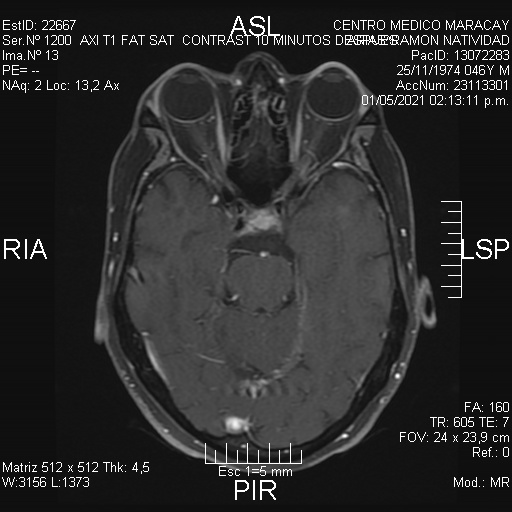 EstID: 22667
Ser.Nº 1200 AXI T1 FAT SAT CONTRAST 10 MINUTOS
Ima.Nº 13
PE= --
NAq: 2 Loc: 13,2 Ax
ASL
CENTRO MEDICO MARACAY
RAMON NATIVIDAD
PacID: 13072283
25/11/1974 046Y M
AccNum: 23113301
01/05/2021 02:13:11 p.m.
RIA
LSP
FA: 160
TR: 605 TE: 7
FOV: 24 x 23,9 cm
Ref.: 0
Matriz 512 x 512 Thk: 4,5
W:3156 L:1373
Esc 1=5 mm
PIR
Mod.: MR